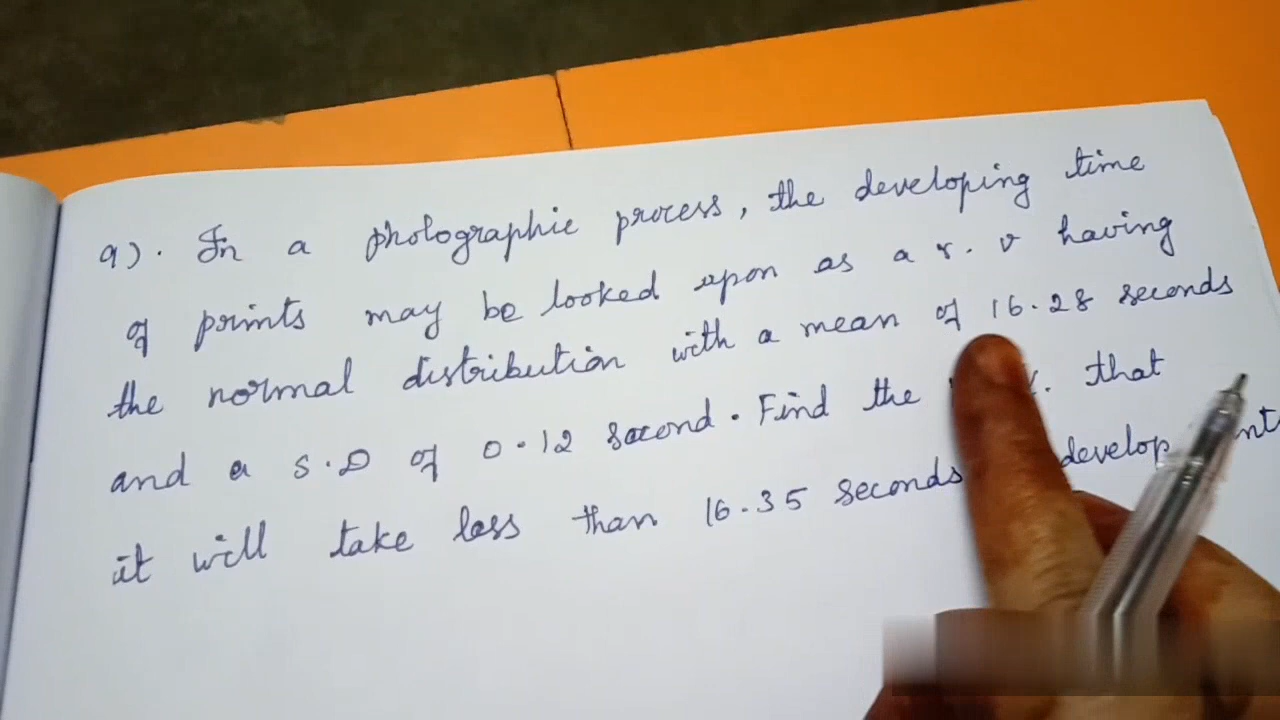 9). In a photographic process, the developing time
of prints may be looked upon as a r.v having
the normal distribution with a mean of 16.28 seconds
and a S.D of 0.12 second. Find the that
it will take less than 16.35 seconds develop